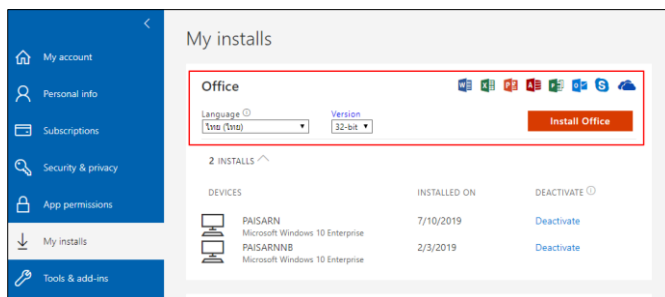 My account
Personal info
Subscriptions
Security & privacy
App permissions
My installs
Tools & add-ins
My installs
Office
Language
Version
ไทย (ไทย)
32-bit
Install Office
2 INSTALLS
DEVICES INSTALLED ON DEACTIVATE
PAISARN 7/10/2019 Deactivate
Microsoft Windows 10 Enterprise
PAISARNNB 2/3/2019 Deactivate
Microsoft Windows 10 Enterprise